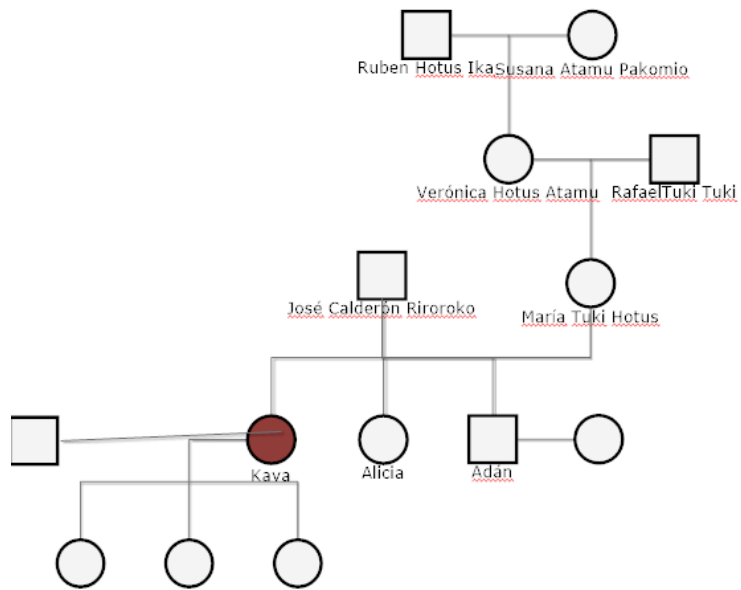 Ruben Hotus Ika Susana Atamu Pakomio
Verónica Hotus Atamu RafaelTuki Tuki
José Calderón Riroroko
María Tuki Hotus
Kava Alicia Adán